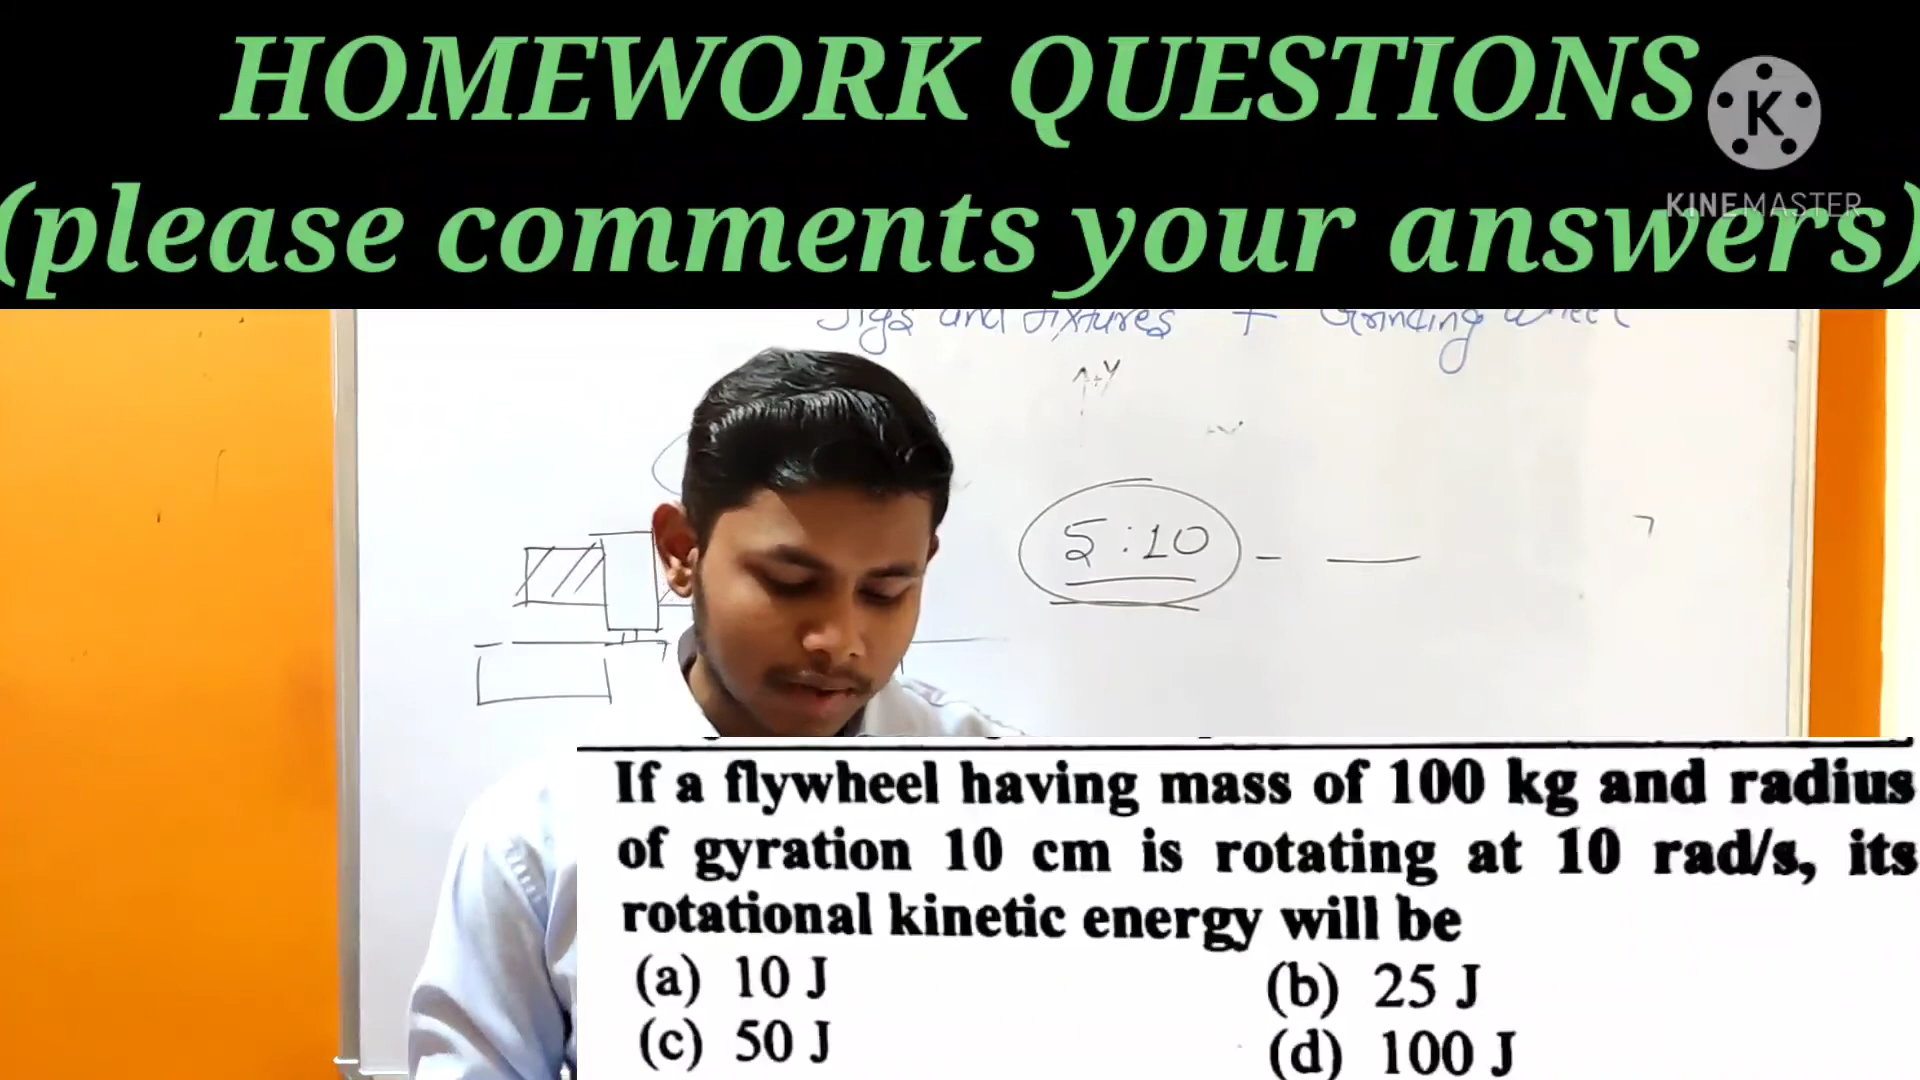 HOMEWORK QUESTIONS
K
KINEMASTER
(please comments your answers)
Jigs and fixtures + Grinding wheel
+y
5:10 - —
If a flywheel having mass of 100 kg and radius
of gyration 10 cm is rotating at 10 rad/s, its
rotational kinetic energy will be
(a) 10 J (b) 25 J
(c) 50 J (d) 100 J